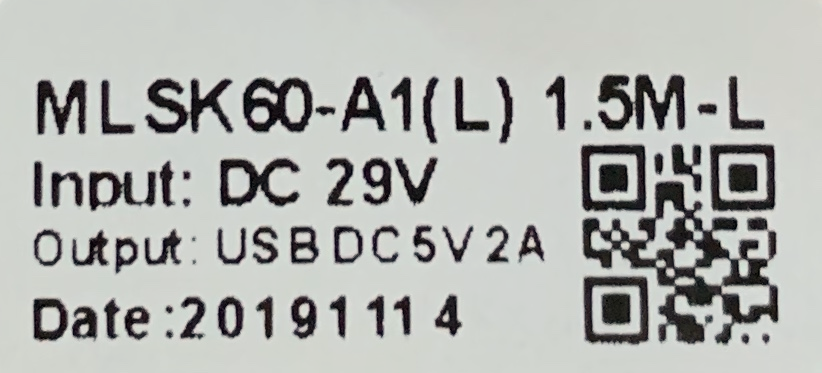 MLSK60-A1(L) 1.5M-L
Input: DC 29V
Output: USB DC 5V 2A
Date:20191114